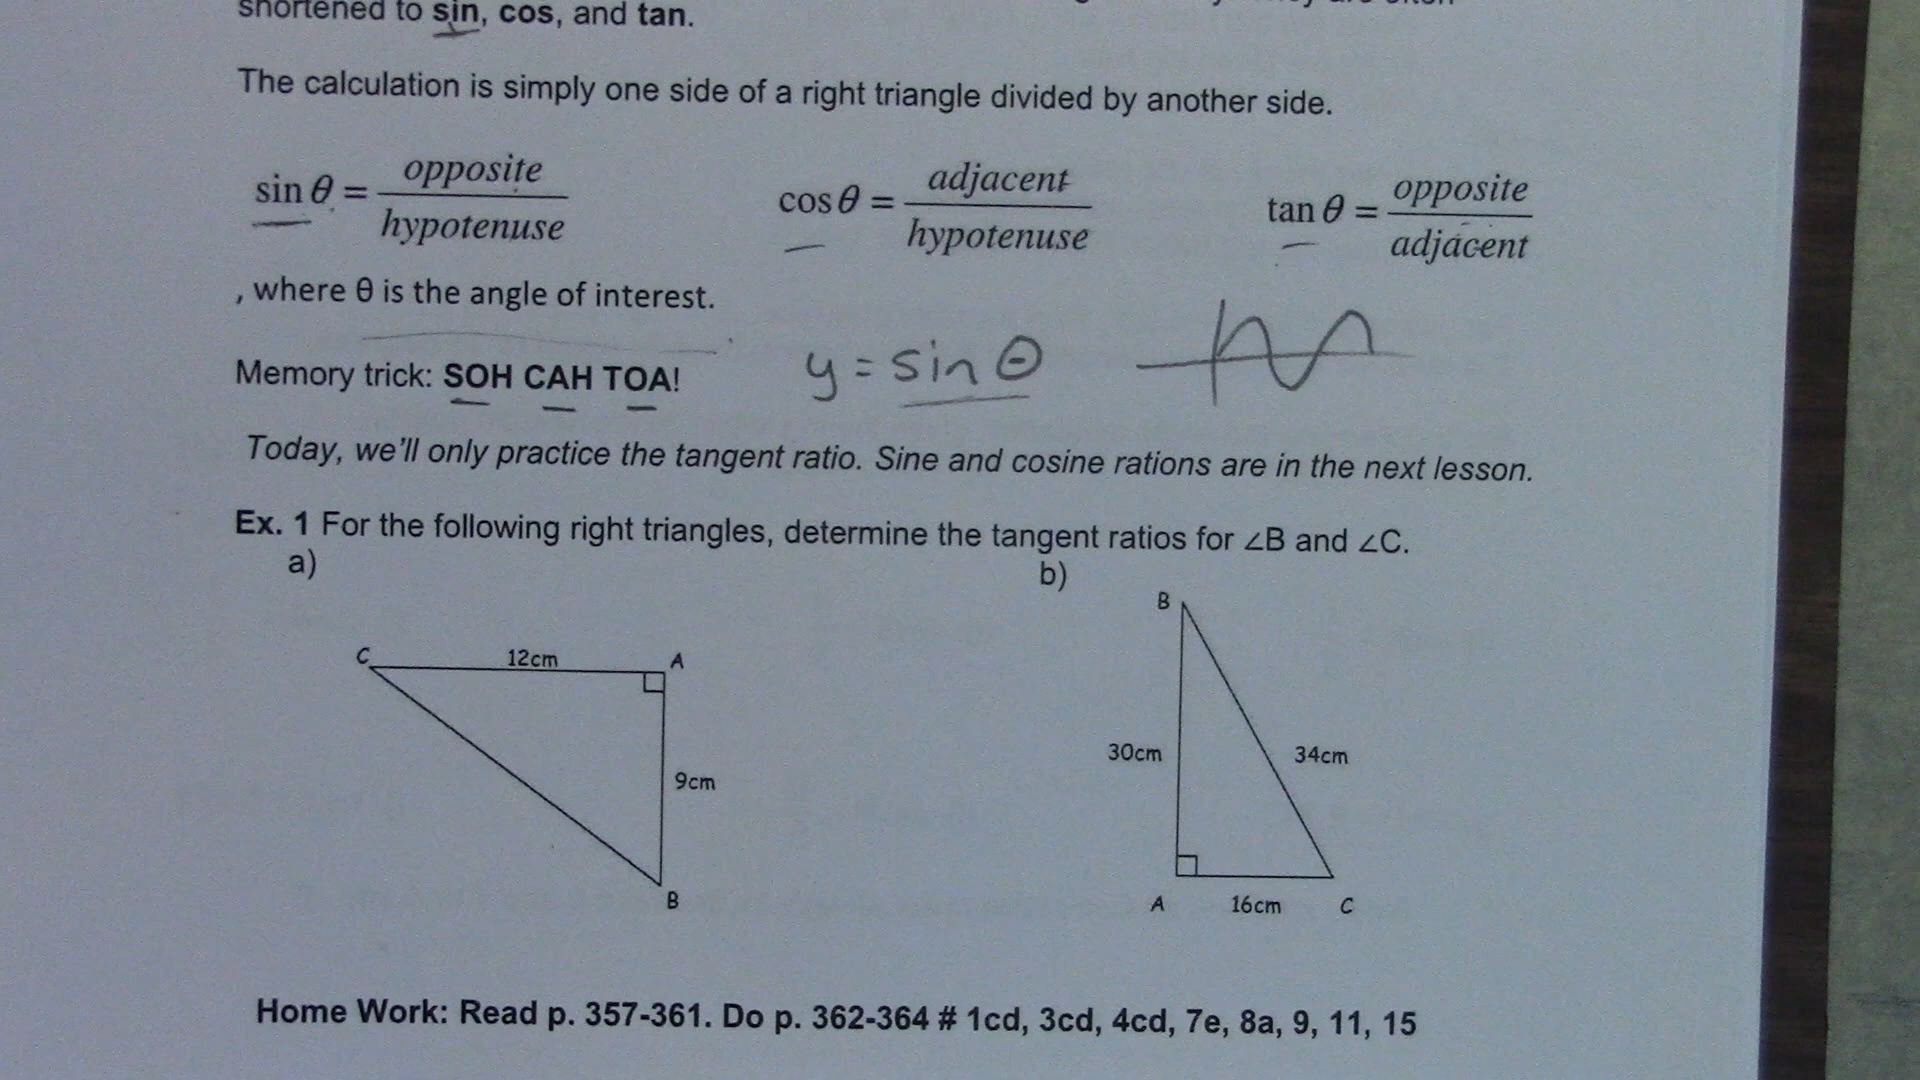 shortened to sin, cos, and tan.
The calculation is simply one side of a right triangle divided by another side.
sin θ = opposite / hypotenuse cos θ = adjacent / hypotenuse tan θ = opposite / adjacent
, where θ is the angle of interest.
Memory trick: SOH CAH TOA! y = sin θ
Today, we'll only practice the tangent ratio. Sine and cosine rations are in the next lesson.
Ex. 1 For the following right triangles, determine the tangent ratios for ∠B and ∠C.
a) b)
C 12cm A
9cm
B
B
30cm 34cm
A 16cm C
Home Work: Read p. 357-361. Do p. 362-364 # 1cd, 3cd, 4cd, 7e, 8a, 9, 11, 15